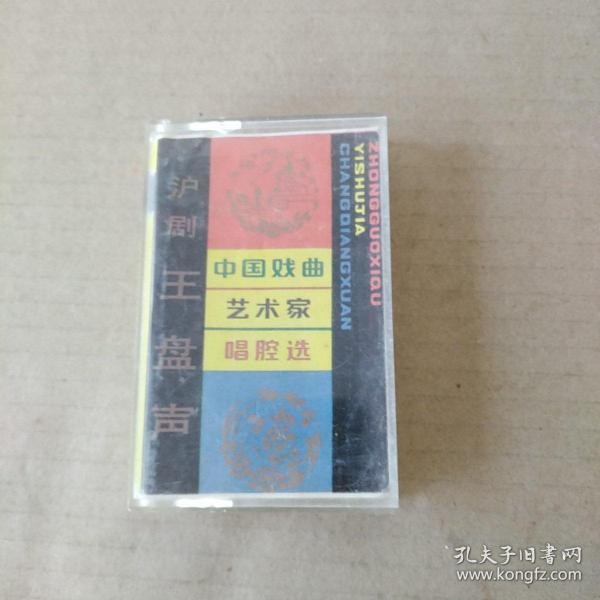 沪剧
王盘声
中国戏曲
艺术家
唱腔选
ZHONGGUOXIQU
YISHUJIA
CHANGQIANGXUAN
孔夫子旧书网
www.kongfz.com